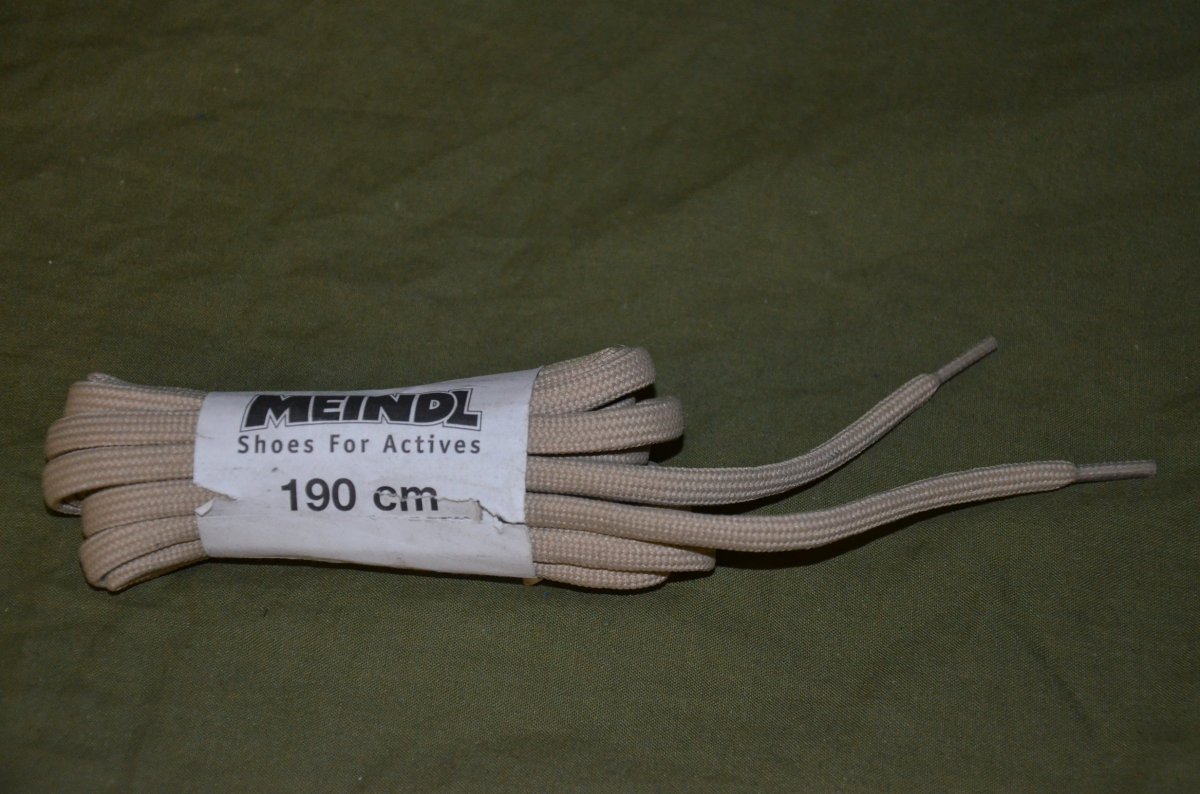 MEINDL
Shoes For Actives
190 cm